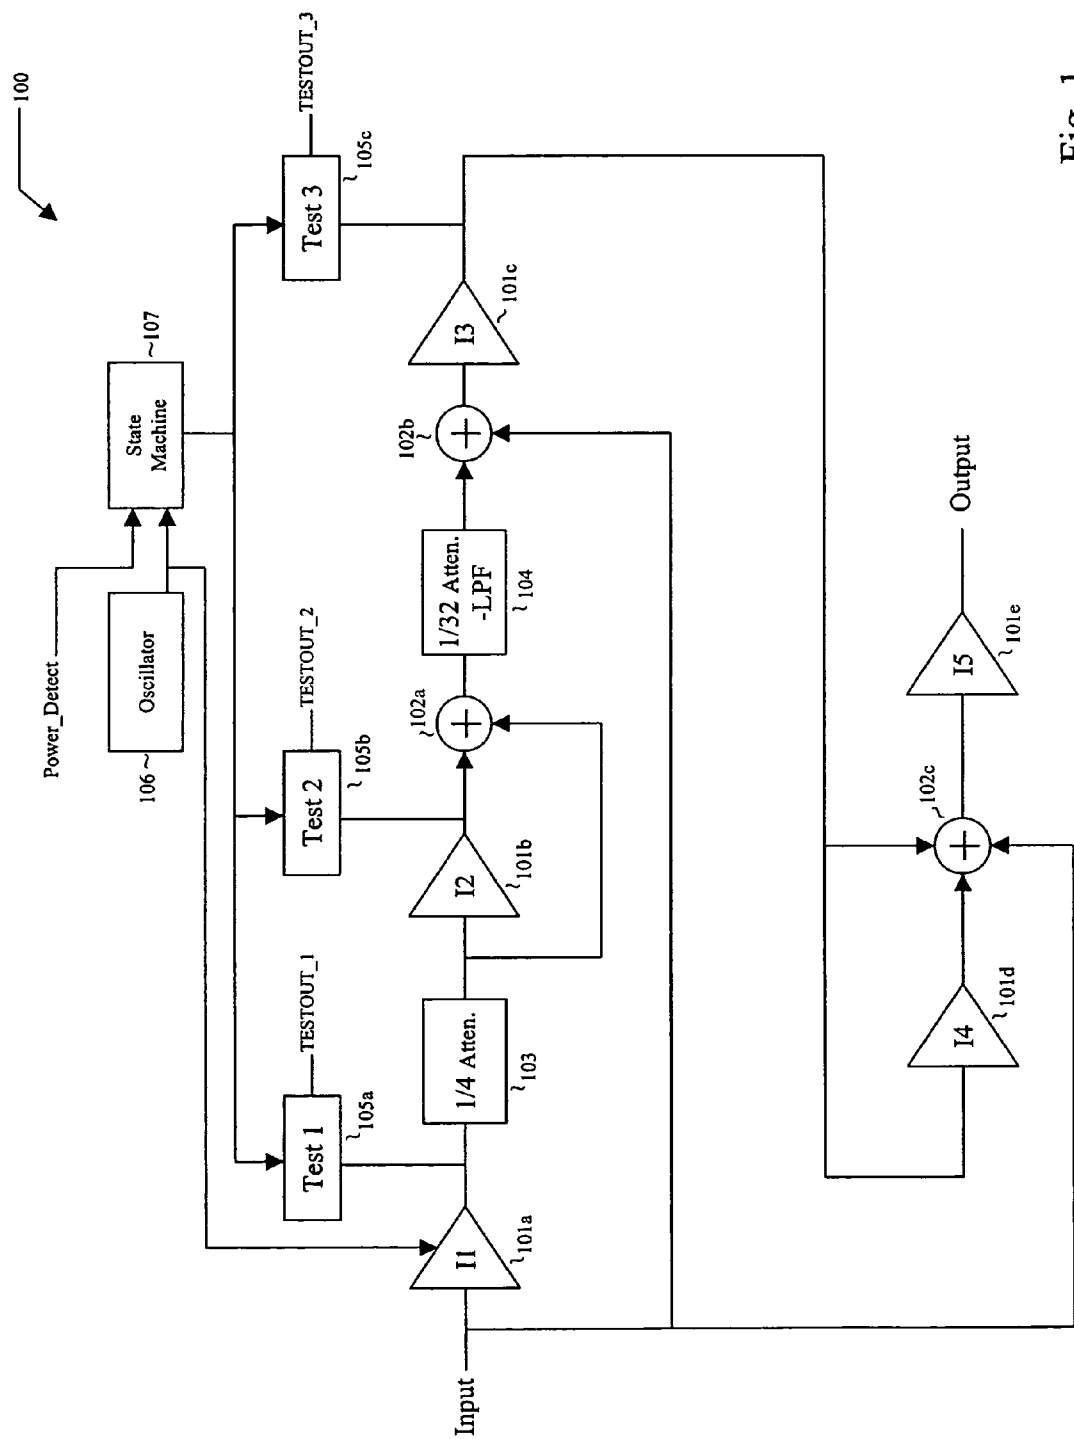 100
Power_Detect
Oscillator
106
State
Machine
107
TESTOUT_1
Test 1
105a
TESTOUT_2
Test 2
105b
TESTOUT_3
Test 3
105c
Input
I1
101a
1/4 Atten.
103
I2
101b
102a
1/32 Atten.
-LPF
104
102b
I3
101c
I4
101d
102c
I5
101e
Output
Fig. 1